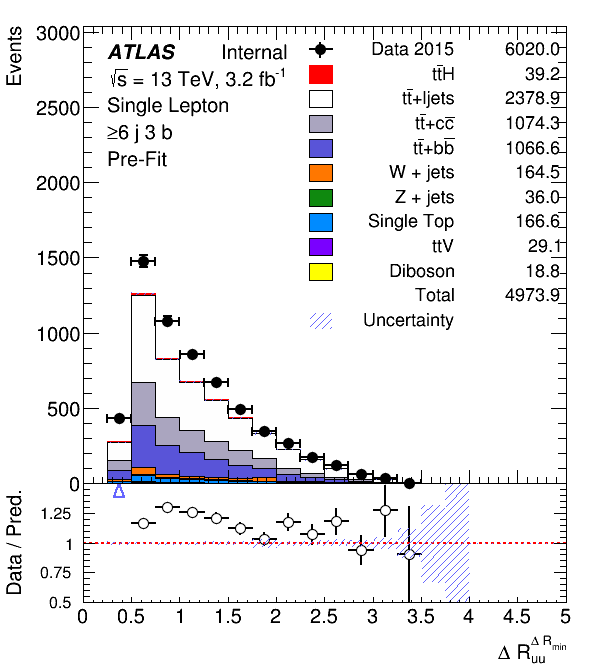 Events
3000
2500
2000
1500
1000
500
0
ATLAS Internal
√s = 13 TeV, 3.2 fb⁻¹
Single Lepton
≥6 j 3 b
Pre-Fit
Data 2015 6020.0
tt̄H 39.2
tt̄+ljets 2378.9
tt̄+cc̄ 1074.3
tt̄+bb̄ 1066.6
W + jets 164.5
Z + jets 36.0
Single Top 166.6
ttV 29.1
Diboson 18.8
Total 4973.9
Uncertainty
Data / Pred.
1.25
1
0.75
0.5
0 0.5 1 1.5 2 2.5 3 3.5 4 4.5 5
Δ R_uu^Δ R_min